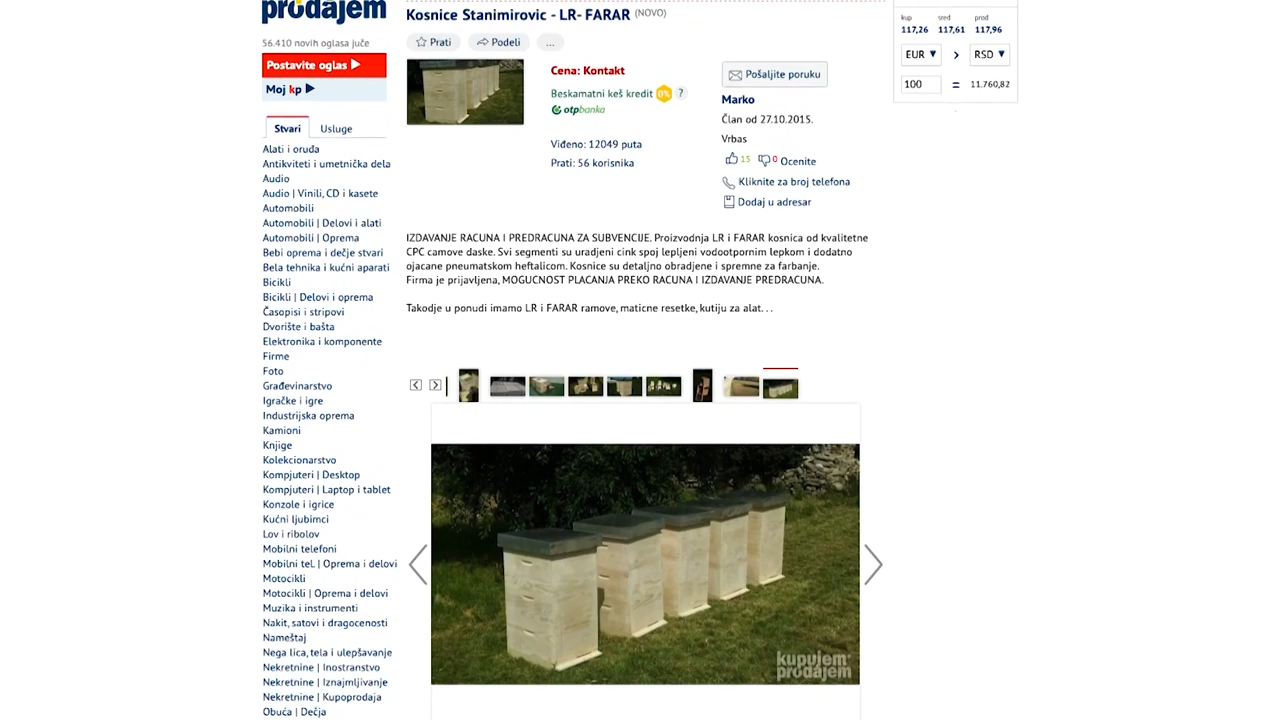 prodajem
56.410 novih oglasa juče
Postavite oglas
Moj kp
Stvari Usluge
Alati i oruđa
Antikviteti i umetnička dela
Audio
Audio | Vinili, CD i kasete
Automobili
Automobili | Delovi i alati
Automobili | Oprema
Bebi oprema i dečje stvari
Bela tehnika i kućni aparati
Bicikli
Bicikli | Delovi i oprema
Časopisi i stripovi
Dvorište i bašta
Elektronika i komponente
Firme
Foto
Građevinarstvo
Igračke i igre
Industrijska oprema
Kamioni
Knjige
Kolekcionarstvo
Kompjuteri | Desktop
Kompjuteri | Laptop i tablet
Konzole i igrice
Kućni ljubimci
Lov i ribolov
Mobilni telefoni
Mobilni tel. | Oprema i delovi
Motocikli
Motocikli | Oprema i delovi
Muzika i instrumenti
Nakit, satovi i dragocenosti
Nameštaj
Nega lica, tela i ulepšavanje
Nekretnine | Inostranstvo
Nekretnine | Iznajmljivanje
Nekretnine | Kupoprodaja
Obuća | Dečja
Kosnice Stanimirovic - LR- FARAR (NOVO)
Prati Podeli ...
Cena: Kontakt
Beskamatni keš kredit 0% ?
otpbanka
Viđeno: 12049 puta
Prati: 56 korisnika
Pošaljite poruku
Marko
Član od 27.10.2015.
Vrbas
15 0 Ocenite
Kliknite za broj telefona
Dodaj u adresar
IZDAVANJE RACUNA I PREDRACUNA ZA SUBVENCIJE. Proizvodnja LR i FARAR kosnica od kvalitetne
CPC camove daske. Svi segmenti su uradjeni cink spoj lepljeni vodootpornim lepkom i dodatno
ojacane pneumatskom heftalicom. Kosnice su detaljno obradjene i spremne za farbanje.
Firma je prijavljena, MOGUCNOST PLACANJA PREKO RACUNA I IZDAVANJE PREDRACUNA.
Takodje u ponudi imamo LR i FARAR ramove, maticne resetke, kutiju za alat...
kupujem
prodajem
kup sred prod
117,26 117,61 117,96
EUR > RSD
100 = 11.760,82